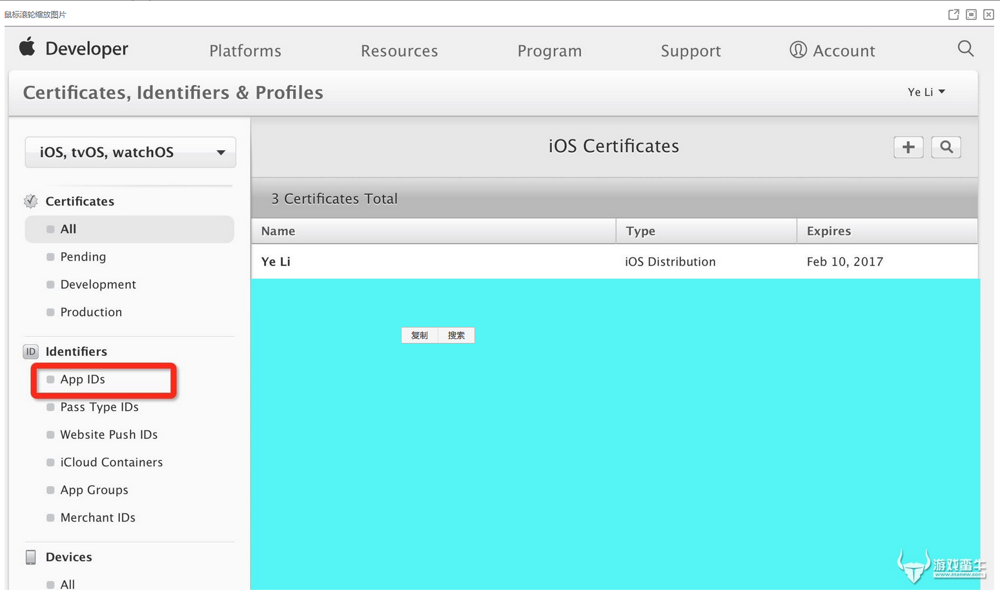 鼠标滚轮缩放图片
Developer
Platforms
Resources
Program
Support
Account
Certificates, Identifiers & Profiles
Ye Li
iOS, tvOS, watchOS
iOS Certificates
Certificates
3 Certificates Total
All
Name
Type
Expires
Pending
Ye Li
iOS Distribution
Feb 10, 2017
Development
Production
复制
搜索
ID
Identifiers
App IDs
Pass Type IDs
Website Push IDs
iCloud Containers
App Groups
Merchant IDs
Devices
All
游戏蛮牛
www.manew.com